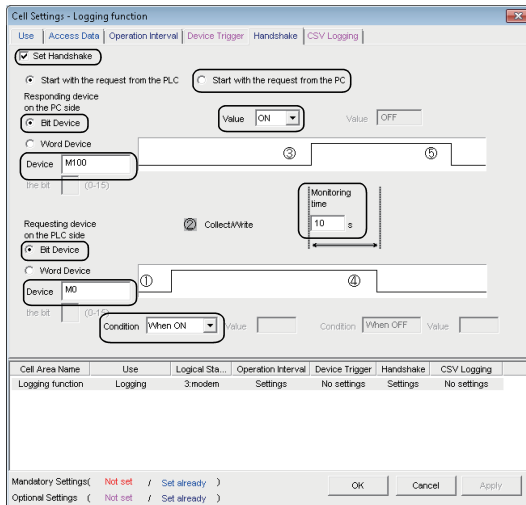 Cell Settings - Logging function
Use Access Data Operation Interval Device Trigger Handshake CSV Logging
Set Handshake
Start with the request from the PLC Start with the request from the PC
Responding device
on the PC side
Bit Device
Value ON Value OFF
Word Device
Device M100
③ ⑤
the bit (0-15)
Monitoring
time
10 s
Requesting device
on the PLC side
② Collect/Write
Bit Device
Word Device
① ④
Device M0
the bit (0-15)
Condition When ON Value Condition When OFF Value
Cell Area Name Use Logical Sta... Operation Interval Device Trigger Handshake CSV Logging
Logging function Logging 3:modem Settings No settings Settings No settings
Mandatory Settings( Not set / Set already )
OK Cancel Apply
Optional Settings ( Not set / Set already )